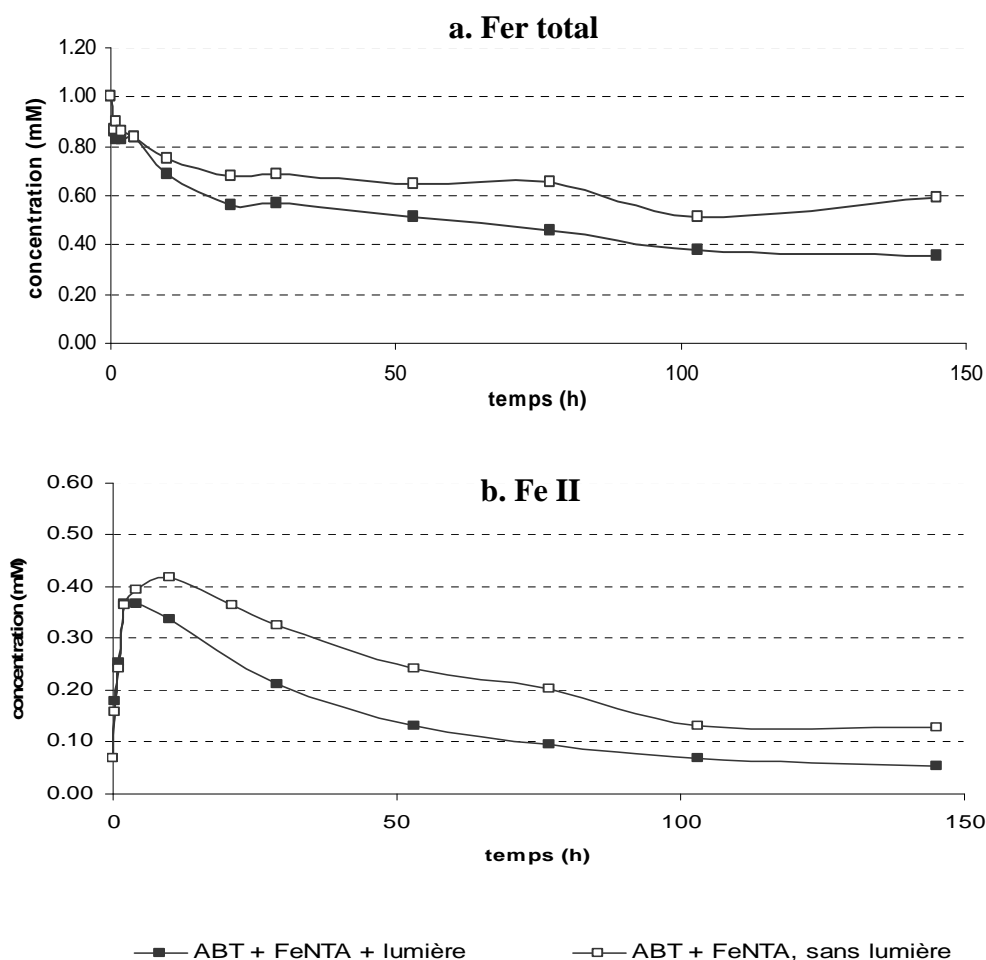 a. Fer total
1.20
1.00
0.80
0.60
0.40
0.20
0.00
concentration (mM)
0
50
100
150
temps (h)
b. Fe II
0.60
0.50
0.40
0.30
0.20
0.10
0.00
concentration (mM)
0
50
100
150
temps (h)
ABT + FeNTA + lumière
ABT + FeNTA, sans lumière